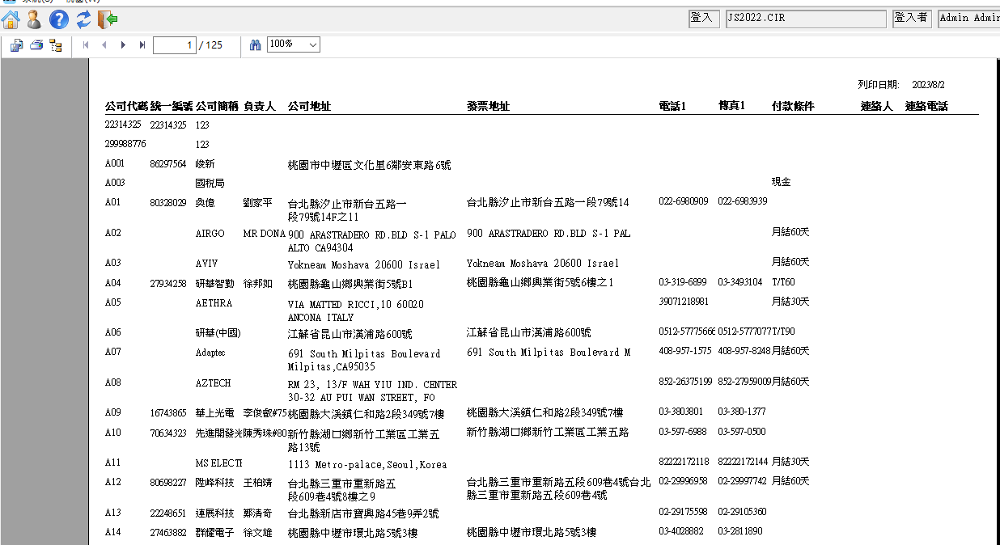 登入 JS2022.CIR 登入者 Admin Admin
1 / 125 100%
列印日期: 2023/8/2
公司代碼 統一編號 公司簡稱 負責人 公司地址 發票地址 電話1 傳真1 付款條件 連絡人 連絡電話
22314325 22314325 123
299988776 123
A001 86297564 峻新 桃園市中壢區文化里6鄰安東路6號
A003 國稅局 現金
A01 80328029 奐億 劉家平 台北縣汐止市新台五路一 台北縣汐止市新台五路一段79號14 022-6980909 022-6983939
段79號14F之11
A02 AIRGO MR DONA 900 ARASTRADERO RD.BLD S-1 PALO 900 ARASTRADERO RD.BLD S-1 PAL 月結60天
ALTO CA94304
A03 AVIV Yokneam Moshava 20600 Israel Yokneam Moshava 20600 Israel 月結60天
A04 27934258 研華智勤 徐邦如 桃園縣龜山鄉興業街5號B1 桃園縣龜山鄉興業街5號6樓之1 03-319-6899 03-3493104 T/T60
A05 AETHRA VIA MATTED RICCI,10 60020 39071218981 月結30天
ANCONA ITALY
A06 研華(中國) 江蘇省昆山市漢浦路600號 江蘇省昆山市漢浦路600號 0512-5777566 0512-5777077 T/T90
A07 Adaptec 691 South Milpitas Boulevard 691 South Milpitas Boulevard M 408-957-1575 408-957-8248 月結60天
Milpitas,CA95035
A08 AZTECH RM 23, 13/F WAH YIU IND. CENTER 852-26375199 852-27959009 月結60天
30-32 AU PUI WAN STREET, FO
A09 16743865 華上光電 李俊叡#75 桃園縣大溪鎮仁和路2段349號7樓 桃園縣大溪鎮仁和路2段349號7樓 03-3803801 03-380-1377
A10 70634323 先進開發光 陳秀珠#80 新竹縣湖口鄉新竹工業區工業五 新竹縣湖口鄉新竹工業區工業五路 03-597-6988 03-597-0500
路13號
A11 MS ELECTI 1113 Metro-palace,Seoul,Korea 82222172118 82222172144 月結30天
A12 80698227 陞峰科技 王柏靖 台北縣三重市重新路五 台北縣三重市重新路五段609巷4號台北 02-29996958 02-29997742 月結60天
段609巷4號8樓之9 縣三重市重新路五段609巷4號
A13 22248651 連展科技 鄭清奇 台北縣新店市寶興路45巷9弄2號 02-29175598 02-29105360
A14 27463882 群耀電子 徐文雄 桃園縣中壢市環北路5號3樓 桃園縣中壢市環北路5號3樓 03-4028882 03-2811890